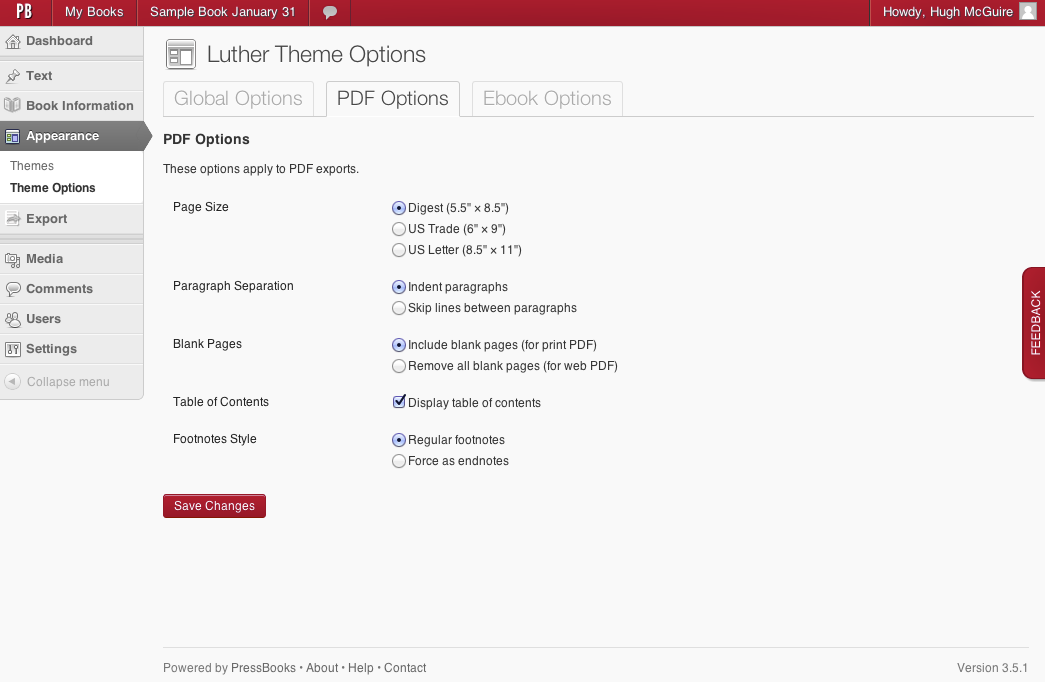 PB My Books Sample Book January 31 Howdy, Hugh McGuire
Dashboard
Text
Book Information
Appearance
Themes
Theme Options
Export
Media
Comments
Users
Settings
Collapse menu
Luther Theme Options
Global Options PDF Options Ebook Options
PDF Options
These options apply to PDF exports.
Page Size Digest (5.5" × 8.5")
US Trade (6" × 9")
US Letter (8.5" × 11")
Paragraph Separation Indent paragraphs
Skip lines between paragraphs
Blank Pages Include blank pages (for print PDF)
Remove all blank pages (for web PDF)
Table of Contents Display table of contents
Footnotes Style Regular footnotes
Force as endnotes
Save Changes
FEEDBACK
Powered by PressBooks • About • Help • Contact Version 3.5.1